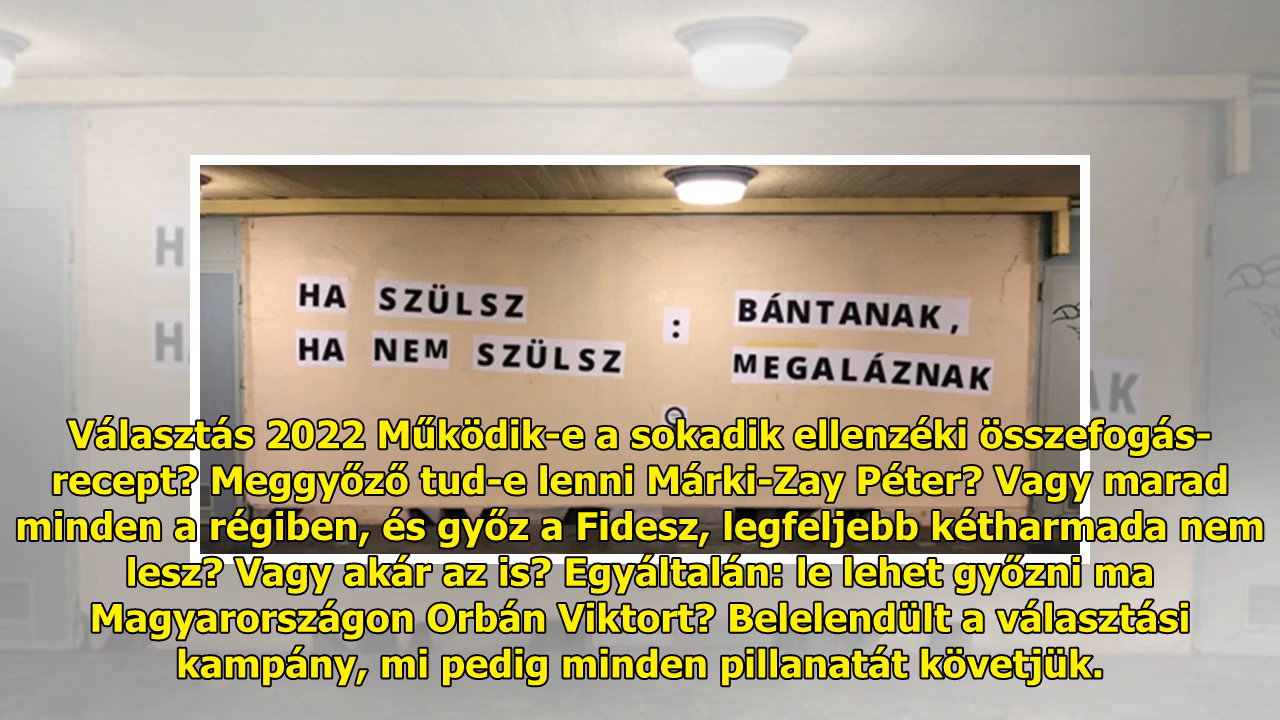 HA SZÜLSZ : BÁNTANAK,
HA NEM SZÜLSZ MEGALÁZNAK
Választás 2022 Működik-e a sokadik ellenzéki összefogás-
recept? Meggyőző tud-e lenni Márki-Zay Péter? Vagy marad
minden a régiben, és győz a Fidesz, legfeljebb kétharmada nem
lesz? Vagy akár az is? Egyáltalán: le lehet győzni ma
Magyarországon Orbán Viktort? Belelendült a választási
kampány, mi pedig minden pillanatát követjük.